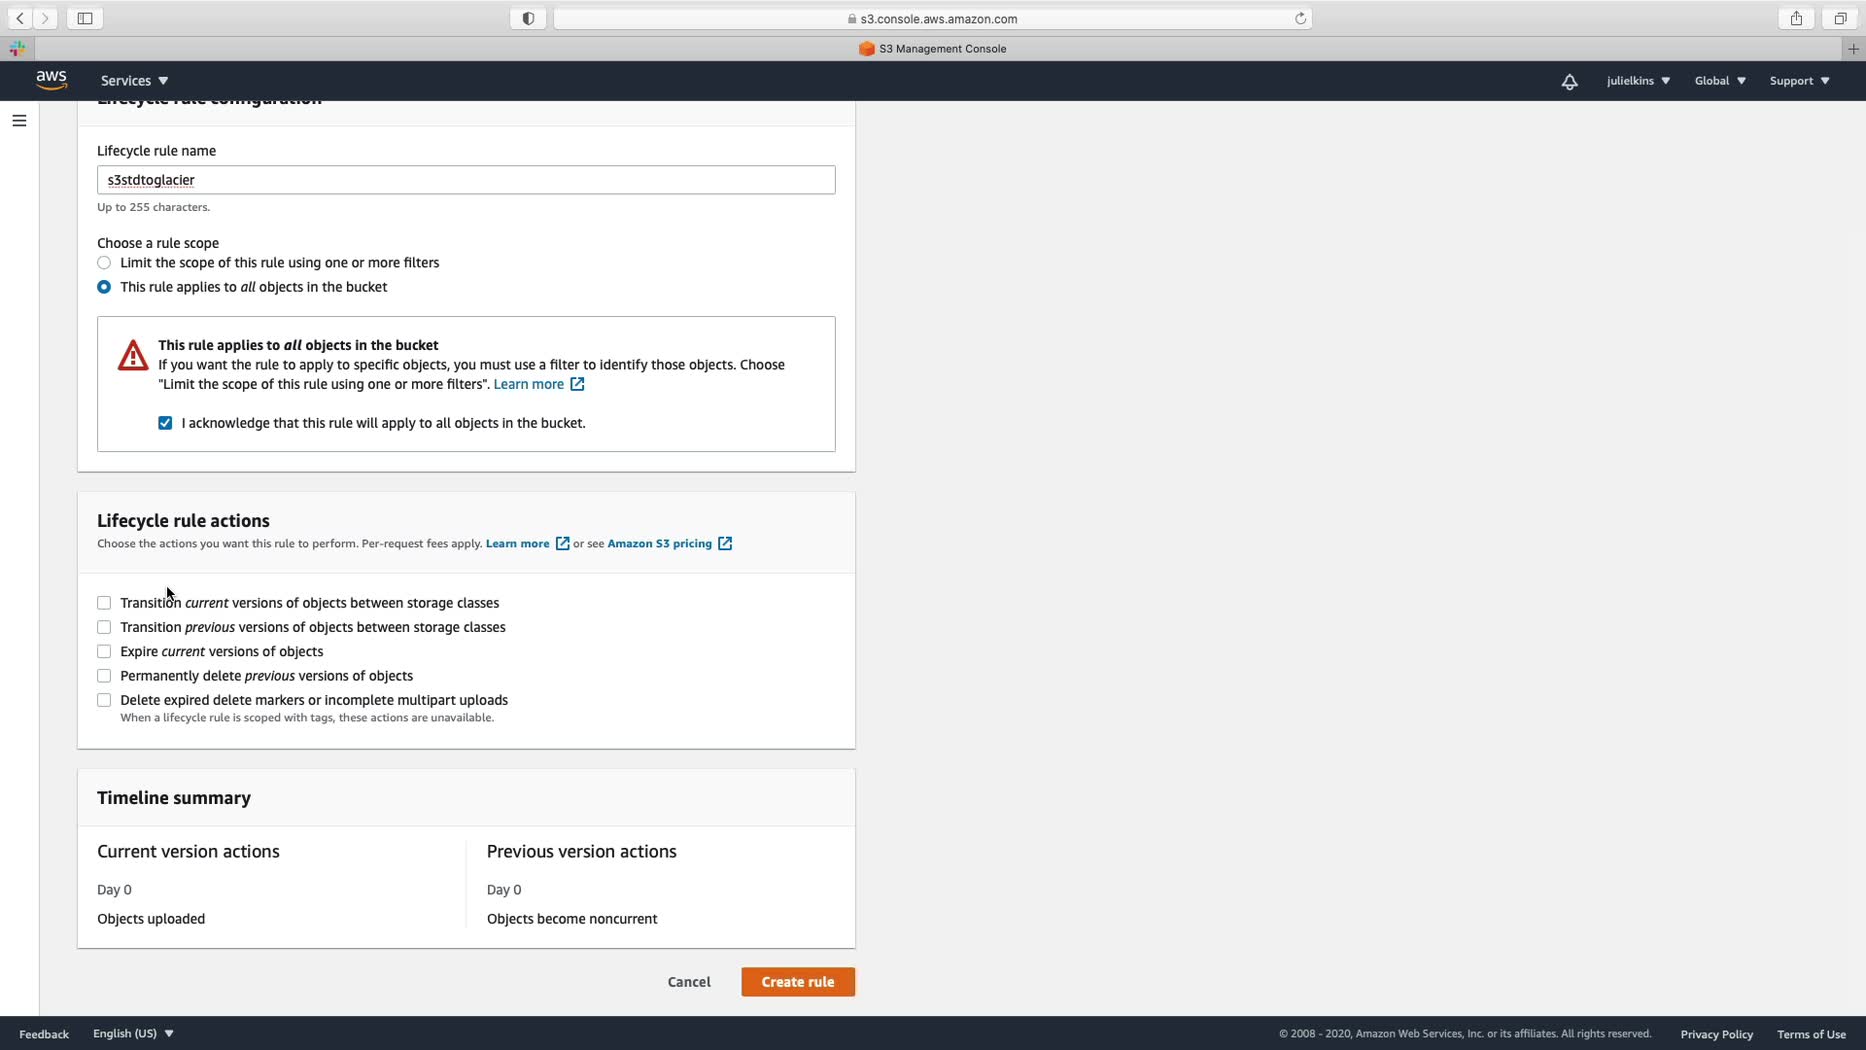 s3.console.aws.amazon.com
S3 Management Console
aws Services julielkins Global Support
Lifecycle rule configuration
Lifecycle rule name
s3stdtoglacier
Up to 255 characters.
Choose a rule scope
Limit the scope of this rule using one or more filters
This rule applies to all objects in the bucket
This rule applies to all objects in the bucket
If you want the rule to apply to specific objects, you must use a filter to identify those objects. Choose
"Limit the scope of this rule using one or more filters". Learn more
I acknowledge that this rule will apply to all objects in the bucket.
Lifecycle rule actions
Choose the actions you want this rule to perform. Per-request fees apply. Learn more or see Amazon S3 pricing
Transition current versions of objects between storage classes
Transition previous versions of objects between storage classes
Expire current versions of objects
Permanently delete previous versions of objects
Delete expired delete markers or incomplete multipart uploads
When a lifecycle rule is scoped with tags, these actions are unavailable.
Timeline summary
Current version actions
Day 0
Objects uploaded
Previous version actions
Day 0
Objects become noncurrent
Cancel Create rule
Feedback English (US) © 2008 - 2020, Amazon Web Services, Inc. or its affiliates. All rights reserved. Privacy Policy Terms of Use